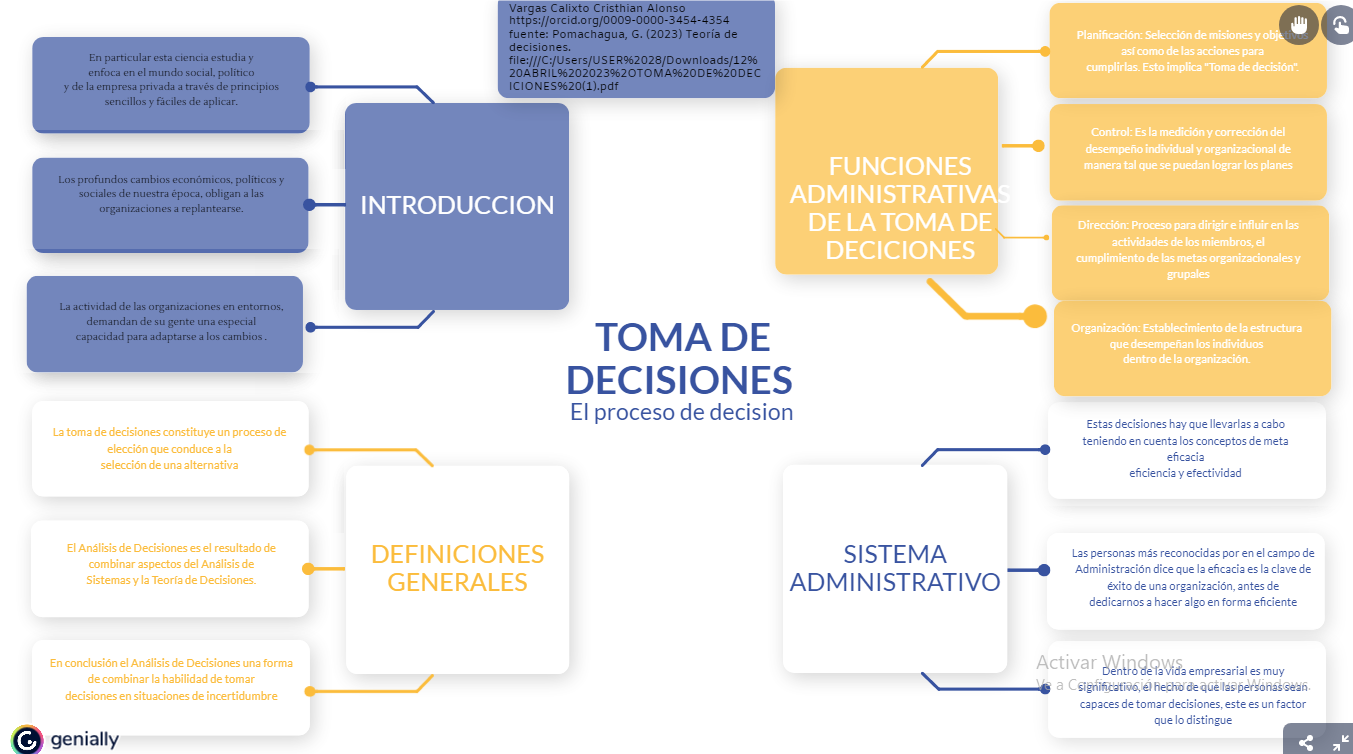 Vargas Calixto Cristhian Alonso
https://orcid.org/0009-0000-3454-4354
fuente: Pomachagua, G. (2023) Teoría de
decisiones.
file:///C:/Users/USER%2028/Downloads/12%
20ABRIL%202023%20TOMA%20DE%20DEC
ICIONES%20(1).pdf
INTRODUCCION
En particular esta ciencia estudia y
enfoca en el mundo social, político
y de la empresa privada a través de principios
sencillos y fáciles de aplicar.
Los profundos cambios económicos, políticos y
sociales de nuestra época, obligan a las
organizaciones a replantearse.
La actividad de las organizaciones en entornos,
demandan de su gente una especial
capacidad para adaptarse a los cambios .
FUNCIONES
ADMINISTRATIVAS
DE LA TOMA DE
DECICIONES
Planificación: Selección de misiones y objetivos
así como de las acciones para
cumplirlas. Esto implica "Toma de decisión".
Control: Es la medición y corrección del
desempeño individual y organizacional de
manera tal que se puedan lograr los planes
Dirección: Proceso para dirigir e influir en las
actividades de los miembros, el
cumplimiento de las metas organizacionales y
grupales
Organización: Establecimiento de la estructura
que desempeñan los individuos
dentro de la organización.
TOMA DE
DECISIONES
El proceso de decision
DEFINICIONES
GENERALES
La toma de decisiones constituye un proceso de
elección que conduce a la
selección de una alternativa
El Análisis de Decisiones es el resultado de
combinar aspectos del Análisis de
Sistemas y la Teoría de Decisiones.
En conclusión el Análisis de Decisiones una forma
de combinar la habilidad de tomar
decisiones en situaciones de incertidumbre
SISTEMA
ADMINISTRATIVO
Estas decisiones hay que llevarlas a cabo
teniendo en cuenta los conceptos de meta
eficacia
eficiencia y efectividad
Las personas más reconocidas por en el campo de
Administración dice que la eficacia es la clave de
éxito de una organización, antes de
dedicarnos a hacer algo en forma eficiente
Dentro de la vida empresarial es muy
significativo, el hecho de que las personas sean
capaces de tomar decisiones, este es un factor
que lo distingue
Activar Windows
Ve a Configuración para activar Windows.
genially